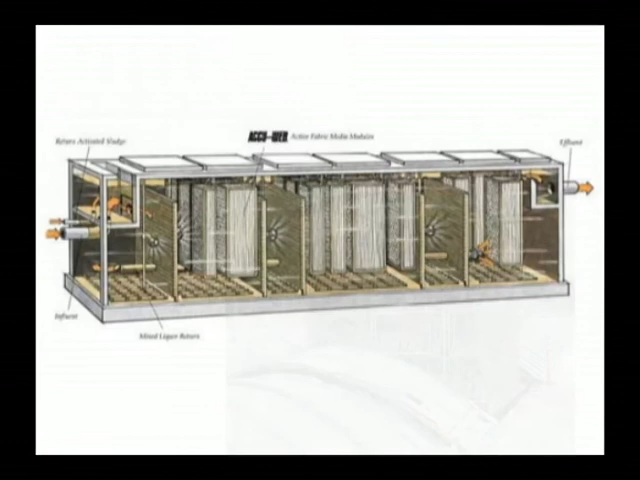 ACCU-WEB Active Fabric Media Modules
Return Activated Sludge
Effluent
Influent
Mixed Liquor Return